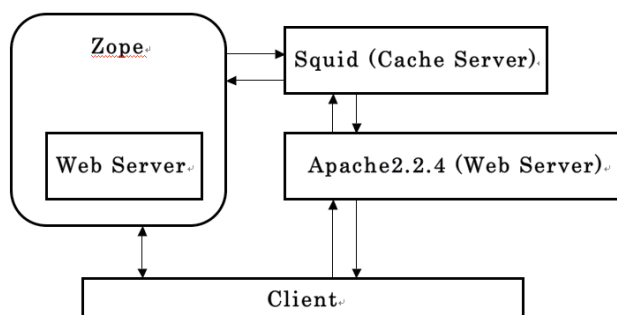 Zope
Squid (Cache Server)
Web Server
Apache2.2.4 (Web Server)
Client